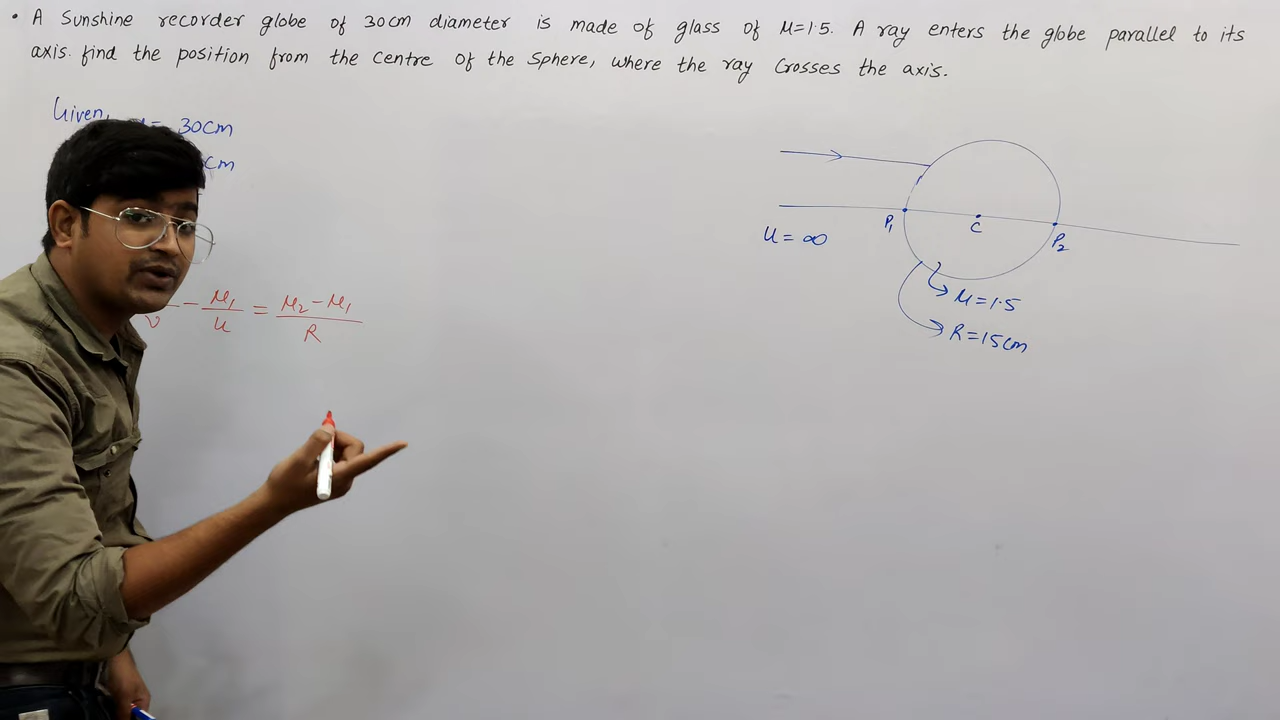 • A Sunshine recorder globe of 30cm diameter is made of glass of μ=1.5. A ray enters the globe parallel to its
axis. find the position from the Centre of the Sphere, where the ray Crosses the axis.
Given, = 30cm
cm
v - μ₁/u = μ₂-μ₁/R
P₁ C P₂
u = ∞
μ=1.5
R=15cm